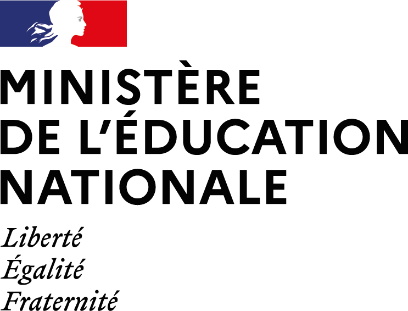 MINISTÈRE
DE L’ÉDUCATION
NATIONALE
Liberté
Égalité
Fraternité